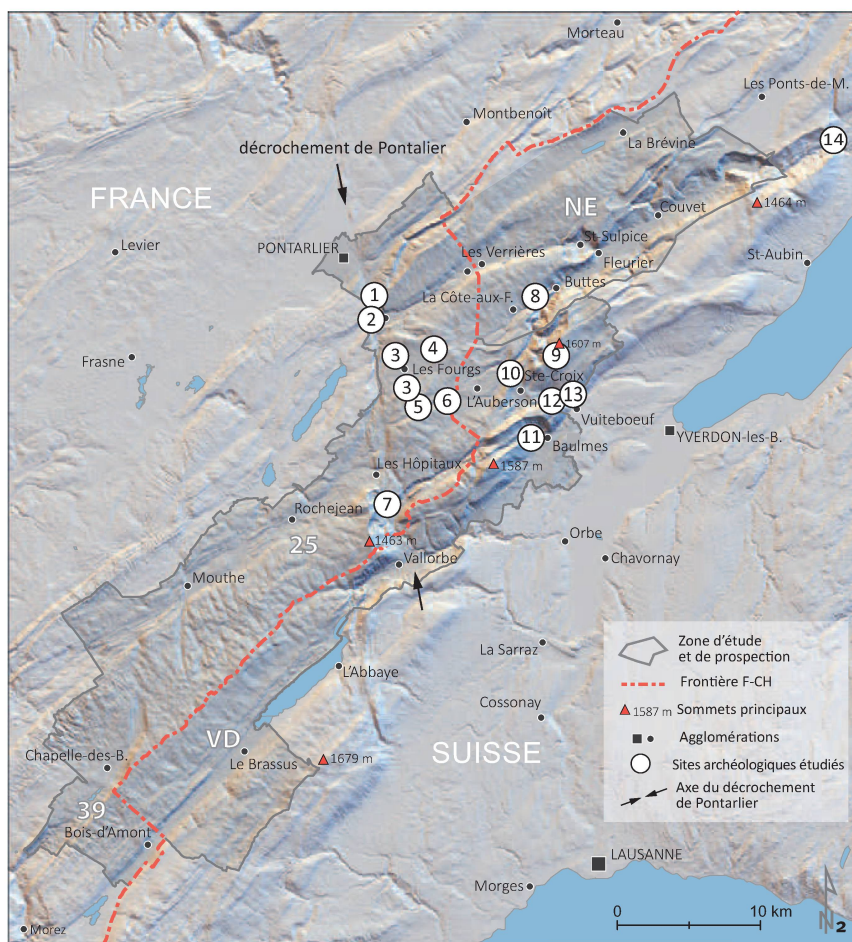 Morteau
Les Ponts-de-M.
Montbenoît
La Brévine
14
décrochement de Pontalier
FRANCE
NE
1464 m
Couvet
Levier
PONTARLIER
St-Sulpice
Les Verrières
Fleurier
St-Aubin
Buttes
1
8
La Côte-aux-F.
2
4
1607 m
Frasne
3
9
Les Fourgs
10
Ste-Croix
3
L'Auberson
13
5
6
12
Vuiteboeuf
11
Baulmes
YVERDON-les-B.
1587 m
Les Hôpitaux
7
Rochejean
25
1463 m
Orbe
Vallorbe
Chavornay
Mouthe
La Sarraz
L'Abbaye
Cossonay
VD
SUISSE
Chapelle-des-B.
Le Brassus
1679 m
39
Bois-d'Amont
LAUSANNE
Morges
Morez
Zone d'étude
et de prospection
Frontière F-CH
1587 m Sommets principaux
Agglomérations
Sites archéologiques étudiés
Axe du décrochement
de Pontarlier
0 10 km
N
2